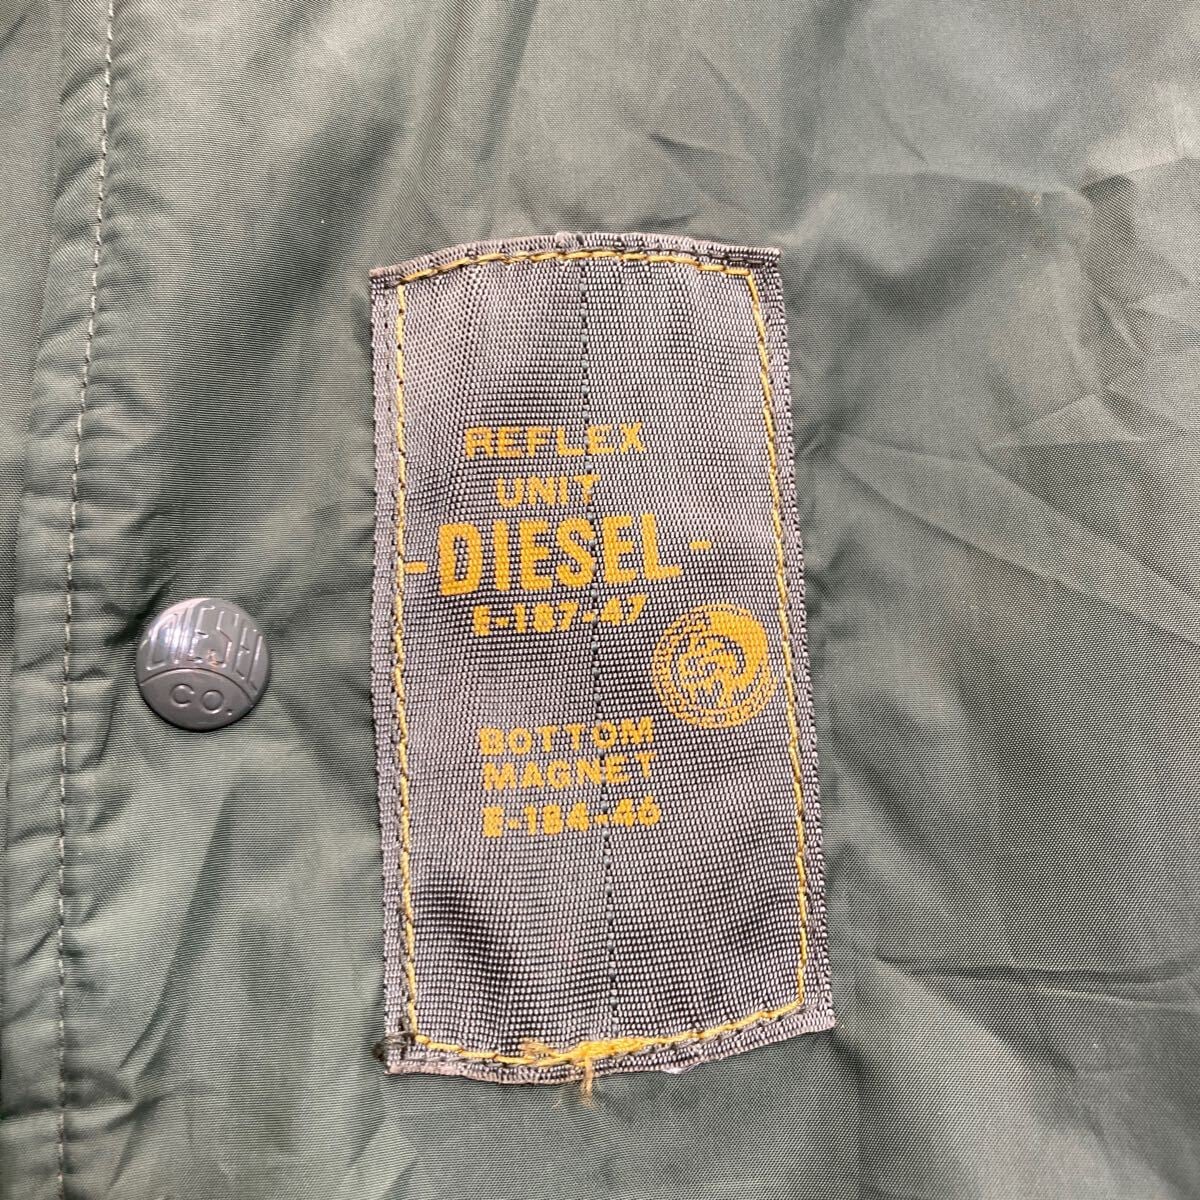 REFLEX
UNIT
-DIESEL-
E-187-47
BOTTOM
MAGNET
E-184-46
DIESEL
CO.